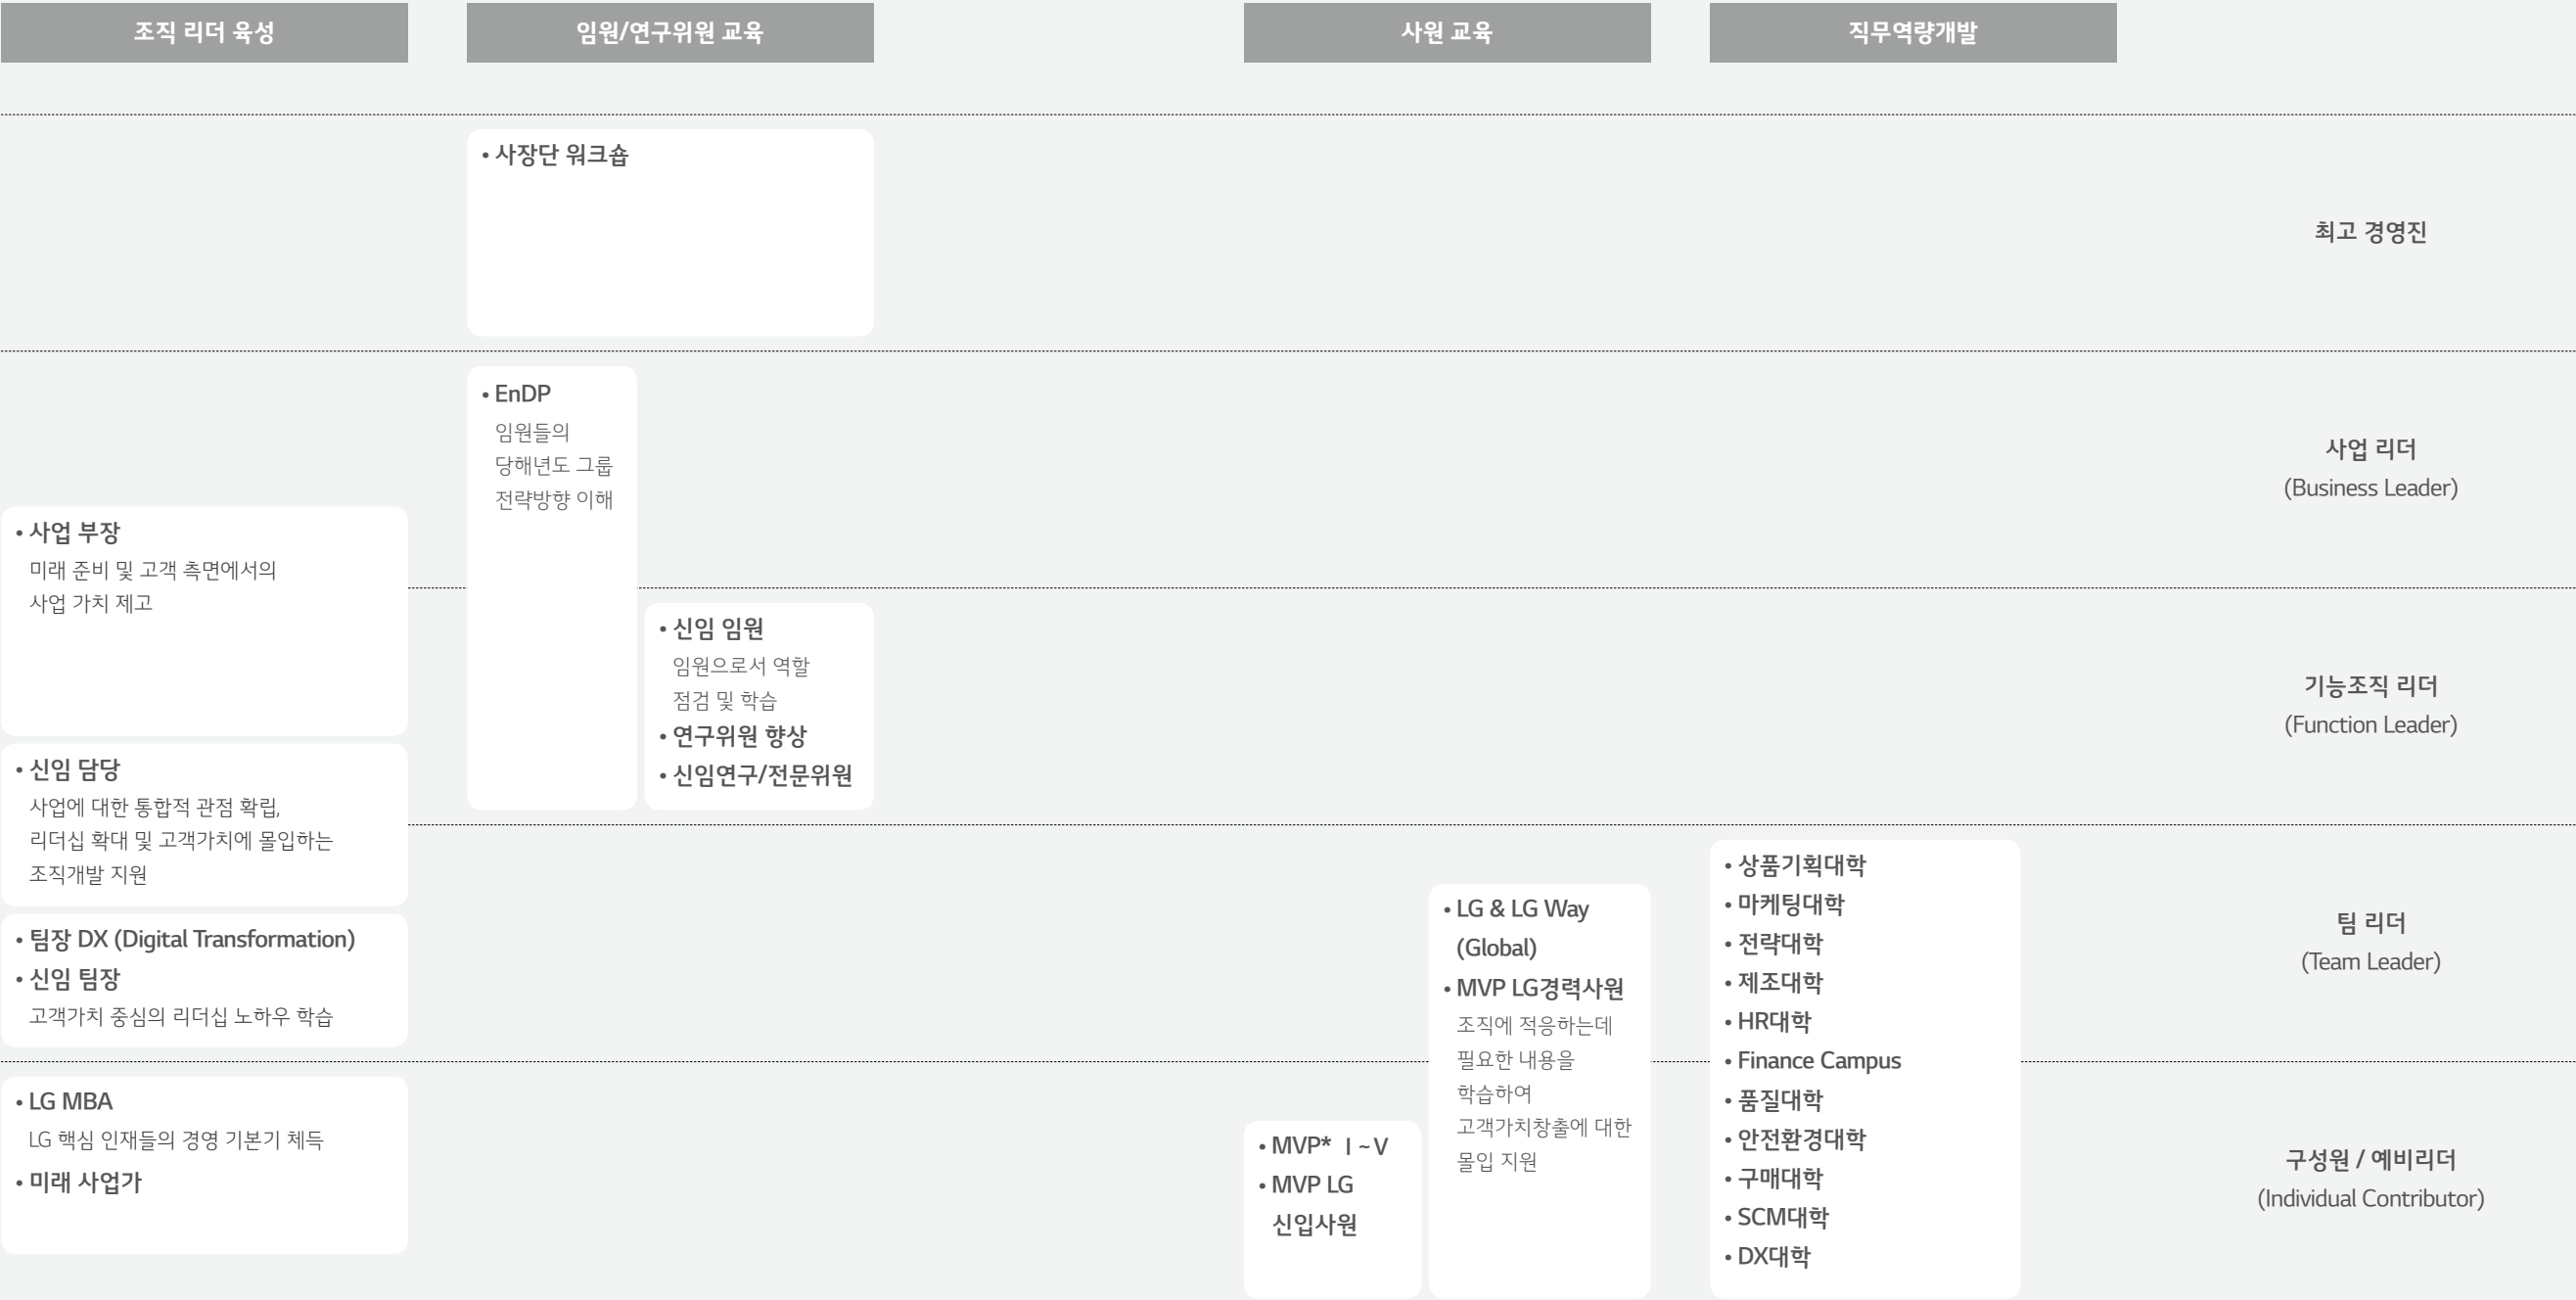 조직 리더 육성
임원/연구위원 교육
사원 교육
직무역량개발
• 사장단 워크숍
최고 경영진
• EnDP
임원들의
당해년도 그룹
전략방향 이해
사업 리더
(Business Leader)
• 사업 부장
미래 준비 및 고객 측면에서의
사업 가치 제고
• 신임 임원
임원으로서 역할
점검 및 학습
• 연구위원 향상
• 신임연구/전문위원
기능조직 리더
(Function Leader)
• 신임 담당
사업에 대한 통합적 관점 확립,
리더십 확대 및 고객가치에 몰입하는
조직개발 지원
• 팀장 DX (Digital Transformation)
• 신임 팀장
고객가치 중심의 리더십 노하우 학습
• LG & LG Way
(Global)
• MVP LG경력사원
조직에 적응하는데
필요한 내용을
학습하여
고객가치창출에 대한
몰입 지원
• 상품기획대학
• 마케팅대학
• 전략대학
• 제조대학
• HR대학
• Finance Campus
• 품질대학
• 안전환경대학
• 구매대학
• SCM대학
• DX대학
팀 리더
(Team Leader)
• LG MBA
LG 핵심 인재들의 경영 기본기 체득
• 미래 사업가
• MVP* Ⅰ~Ⅴ
• MVP LG
신입사원
구성원 / 예비리더
(Individual Contributor)